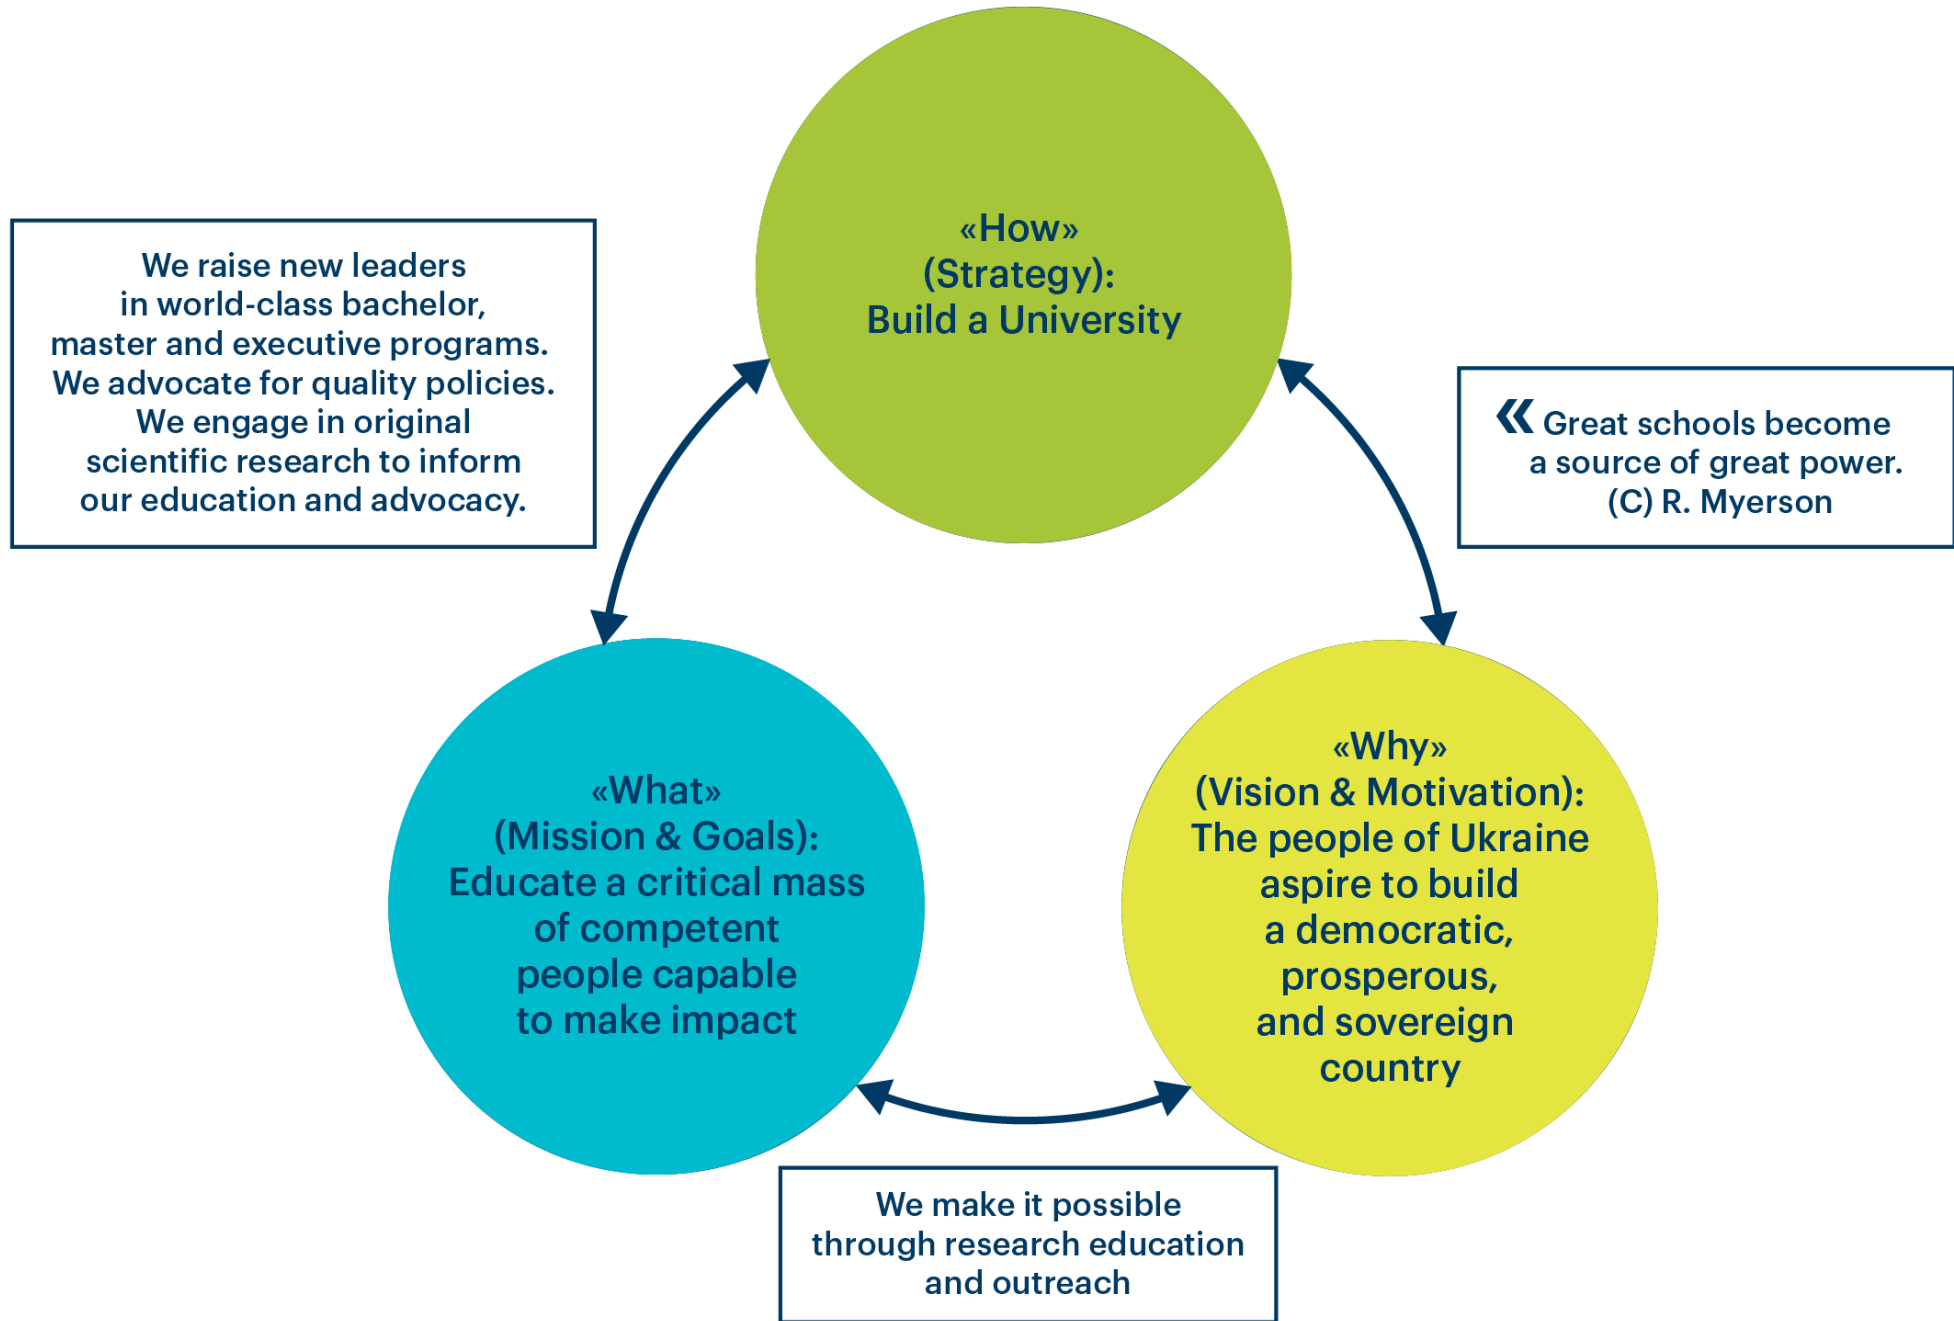 «How»
(Strategy):
Build a University
We raise new leaders
in world-class bachelor,
master and executive programs.
We advocate for quality policies.
We engage in original
scientific research to inform
our education and advocacy.
« Great schools become
a source of great power.
(C) R. Myerson
«What»
(Mission & Goals):
Educate a critical mass
of competent
people capable
to make impact
«Why»
(Vision & Motivation):
The people of Ukraine
aspire to build
a democratic,
prosperous,
and sovereign
country
We make it possible
through research education
and outreach